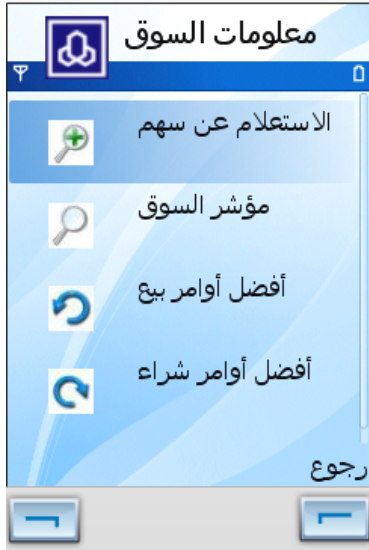 معلومات السوق
الاستعلام عن سهم
مؤشر السوق
أفضل أوامر بيع
أفضل أوامر شراء
رجوع